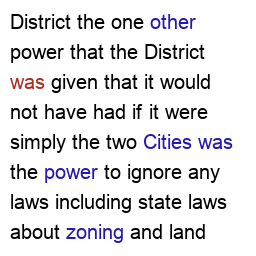 District the one other
power that the District
was given that it would
not have had if it were
simply the two Cities was
the power to ignore any
laws including state laws
about zoning and land